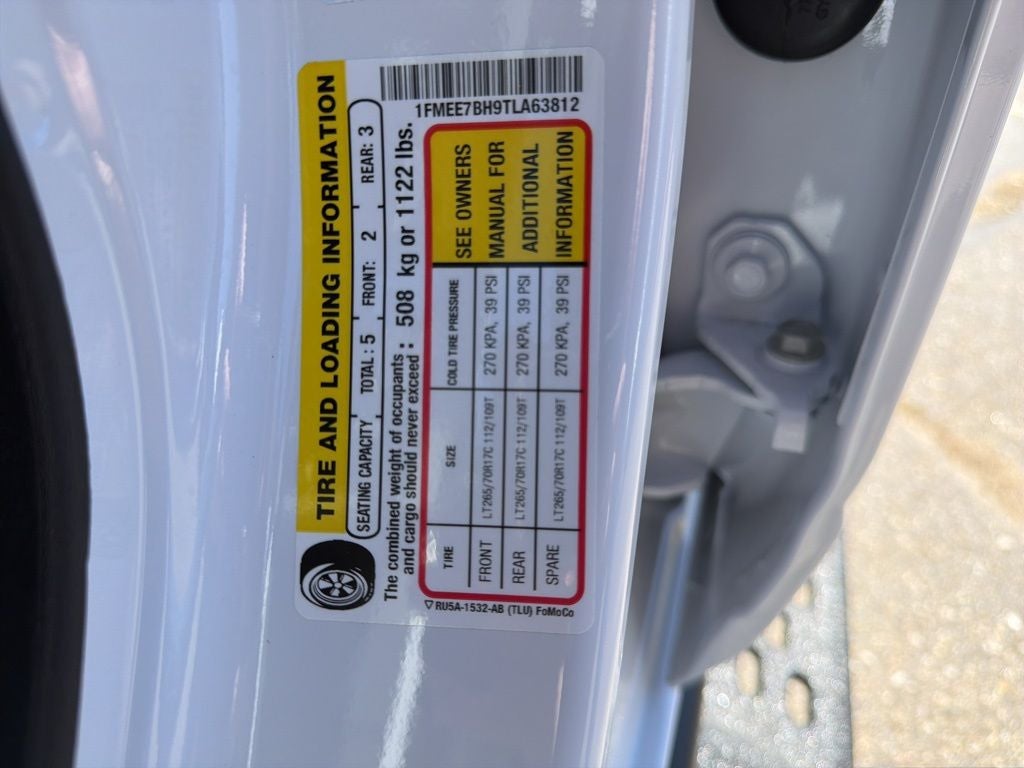 TIRE AND LOADING INFORMATION
SEATING CAPACITY TOTAL : 5 FRONT: 2 REAR: 3
The combined weight of occupants and cargo should never exceed : 508 kg or 1122 lbs.
1FMEE7BH9TLA63812
TIRE SIZE COLD TIRE PRESSURE
FRONT LT265/70R17C 112/109T 270 KPA, 39 PSI
REAR LT265/70R17C 112/109T 270 KPA, 39 PSI
SPARE LT265/70R17C 112/109T 270 KPA, 39 PSI
SEE OWNERS
MANUAL FOR
ADDITIONAL
INFORMATION
RU5A-1532-AB (TLU) FoMoCo